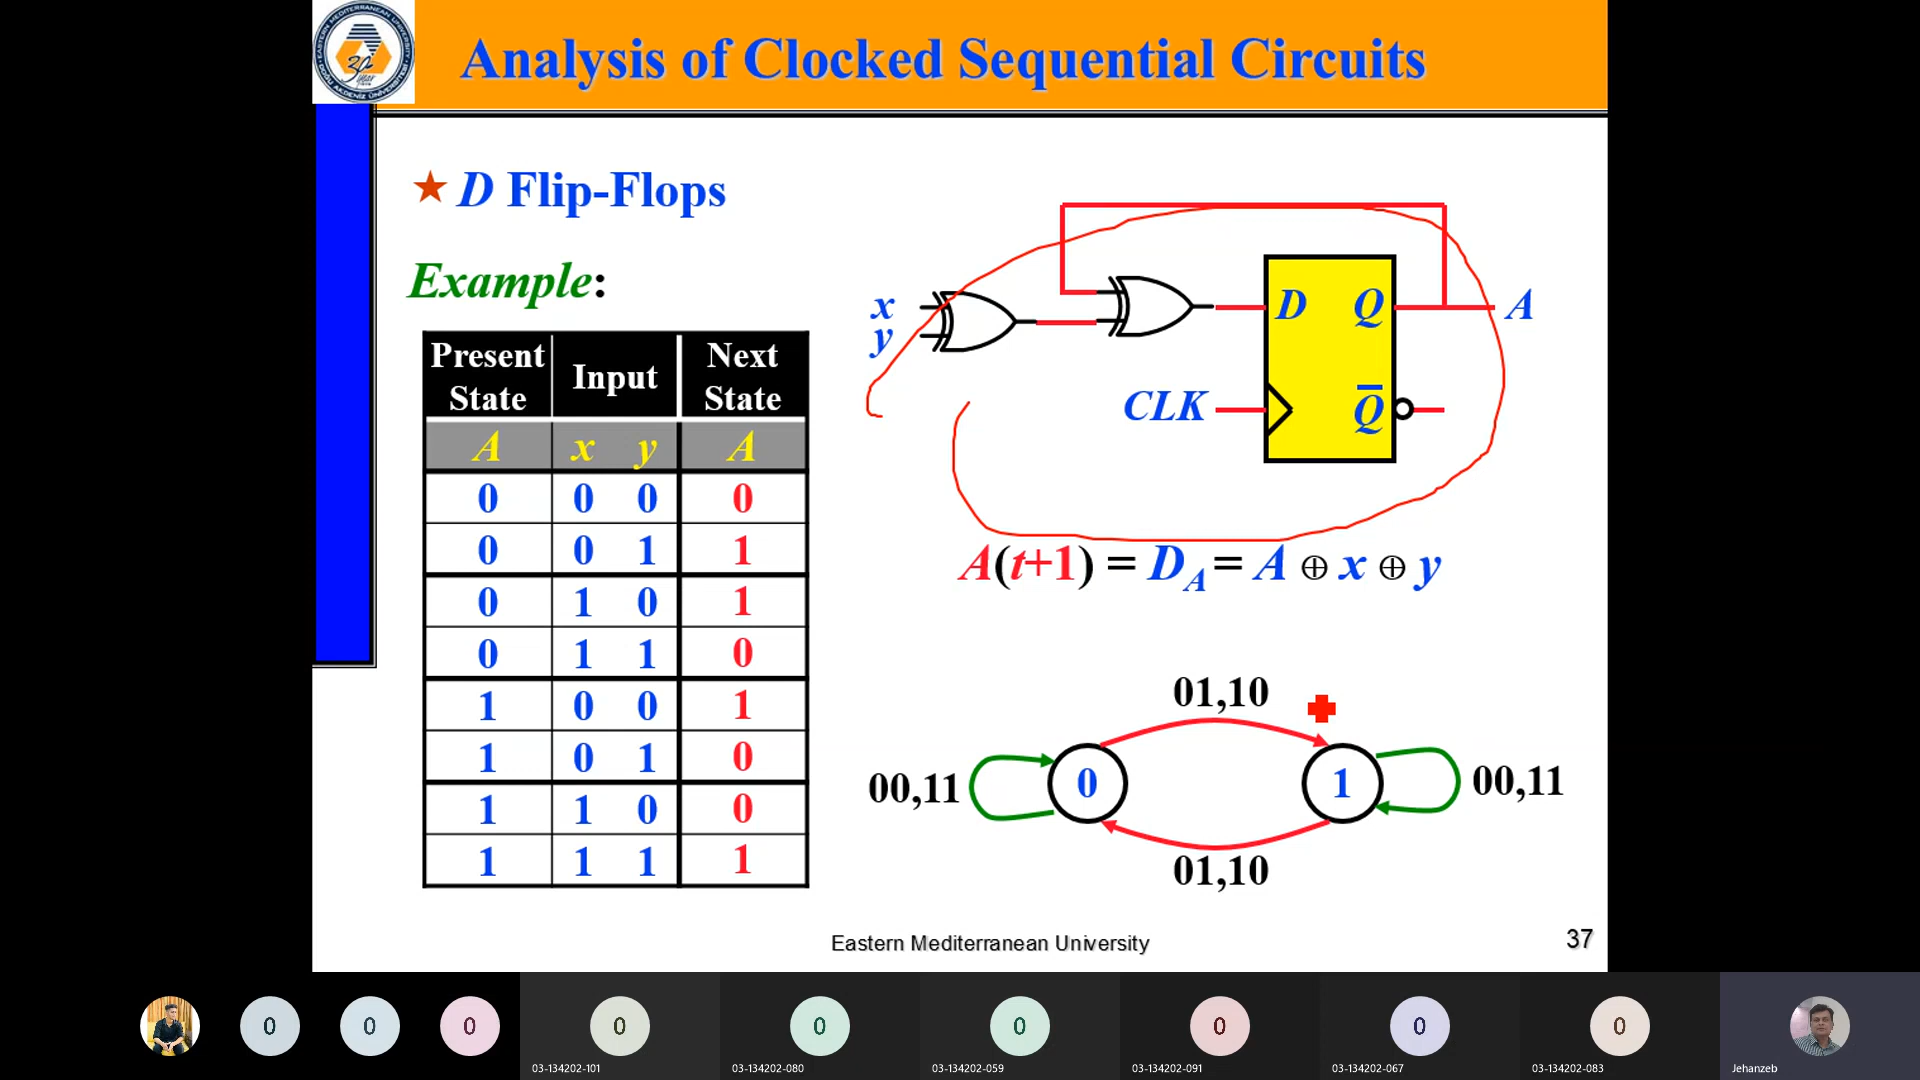 Analysis of Clocked Sequential Circuits
★ D Flip-Flops
Example:
Present State Input Next State
A x y A
0 0 0 0
0 0 1 1
0 1 0 1
0 1 1 0
1 0 0 1
1 0 1 0
1 1 0 0
1 1 1 1
x
y
D Q A
CLK Q̅
A(t+1) = D_A = A ⊕ x ⊕ y
01,10
00,11 0 1 00,11
01,10
Eastern Mediterranean University
37
0 0 0 0 0 0 0 0 0
03-134202-101 03-134202-080 03-134202-059 03-134202-091 03-134202-067 03-134202-083 Jehanzeb